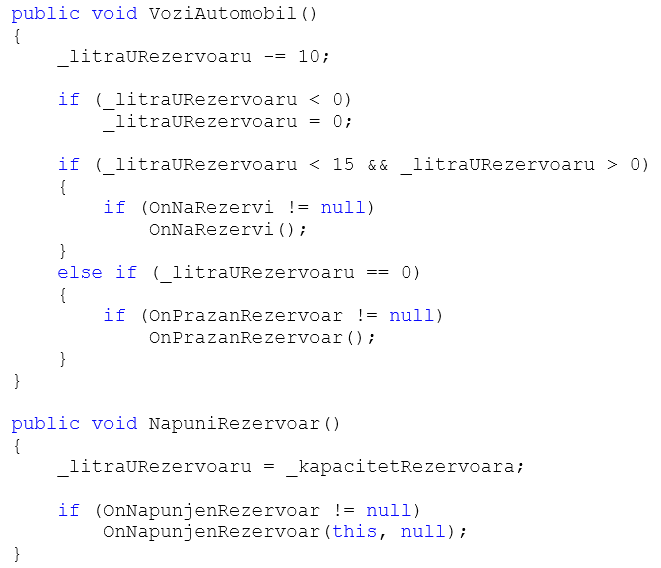 public void VoziAutomobil()
{
    _litraURezervoaru -= 10;

    if (_litraURezervoaru < 0)
        _litraURezervoaru = 0;

    if (_litraURezervoaru < 15 && _litraURezervoaru > 0)
    {
        if (OnNaRezervi != null)
            OnNaRezervi();
    }
    else if (_litraURezervoaru == 0)
    {
        if (OnPrazanRezervoar != null)
            OnPrazanRezervoar();
    }
}

public void NapuniRezervoar()
{
    _litraURezervoaru = _kapacitetRezervoara;

    if (OnNapunjenRezervoar != null)
        OnNapunjenRezervoar(this, null);
}